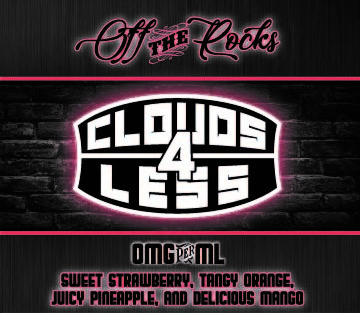 Off THE Rocks
CLOUDS
4
LESS
0MG PER ML
SWEET STRAWBERRY, TANGY ORANGE,
JUICY PINEAPPLE, AND DELICIOUS MANGO